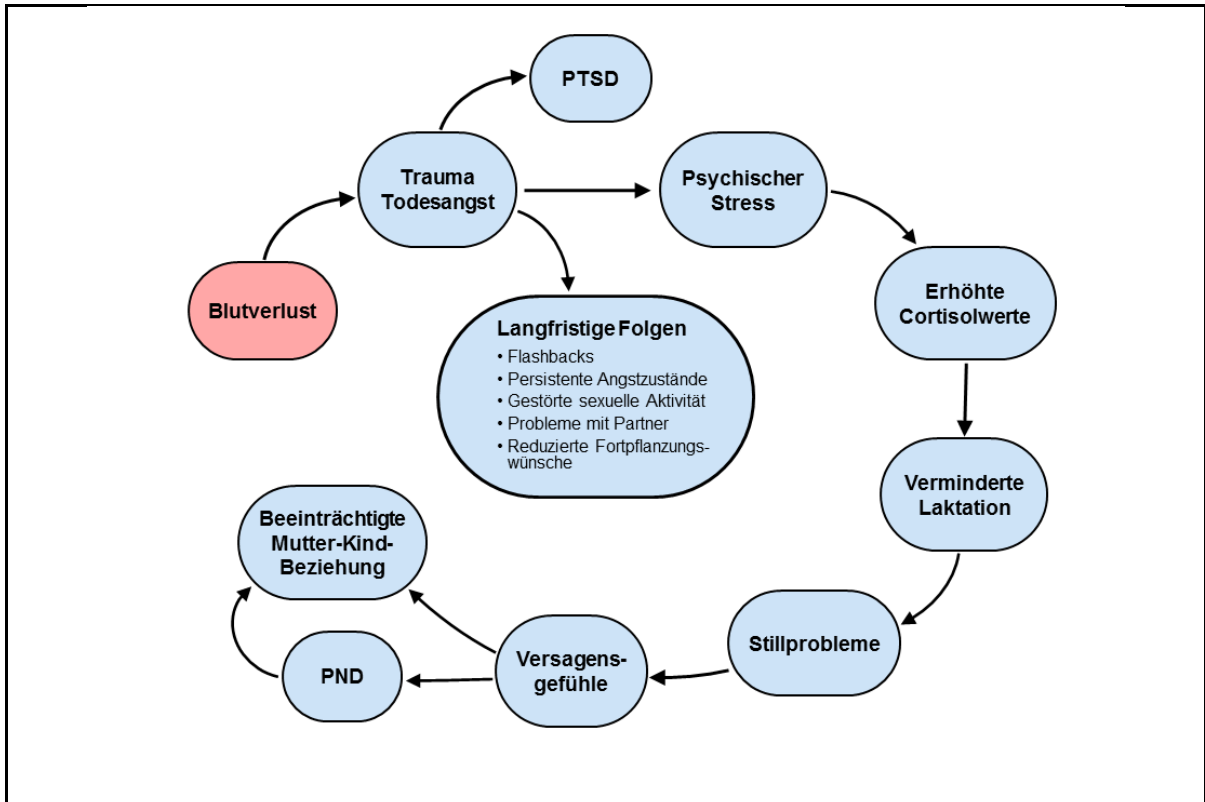 PTSD
Trauma
Todesangst
Psychischer
Stress
Blutverlust
Erhöhte
Cortisolwerte
Langfristige Folgen
• Flashbacks
• Persistente Angstzustände
• Gestörte sexuelle Aktivität
• Probleme mit Partner
• Reduzierte Fortpflanzungs-
wünsche
Verminderte
Laktation
Stillprobleme
Versagens-
gefühle
PND
Beeinträchtigte
Mutter-Kind-
Beziehung